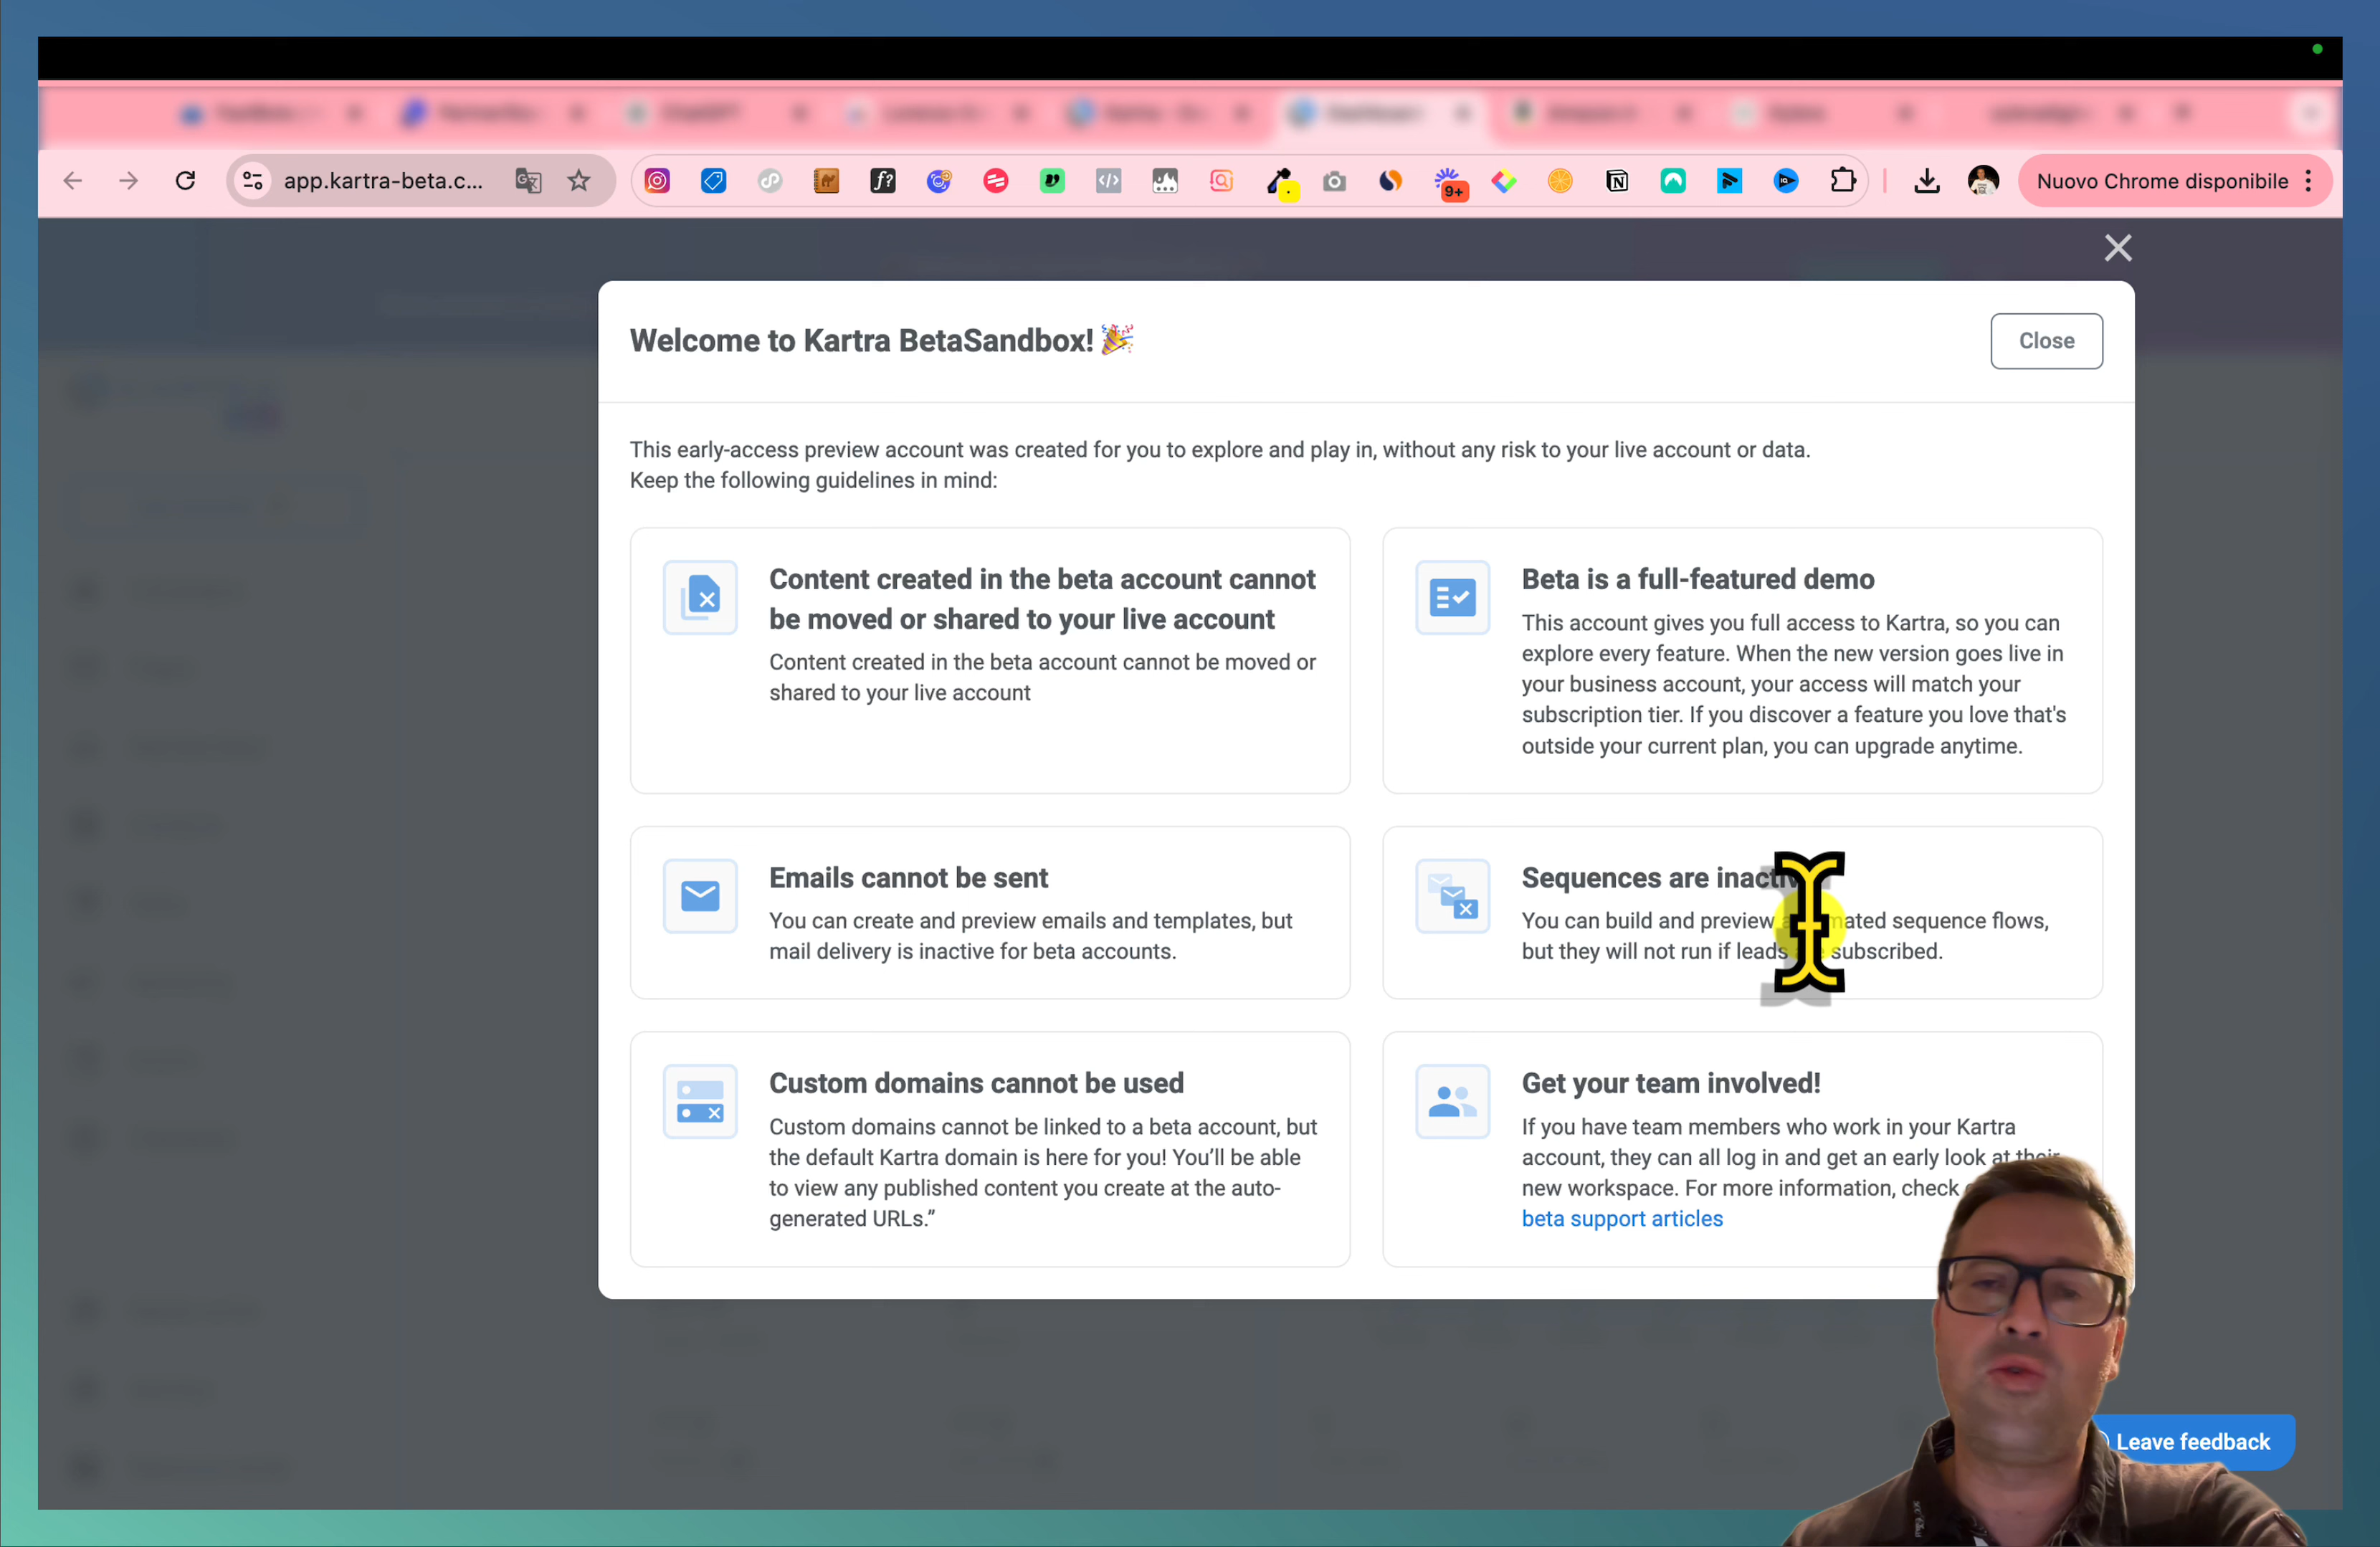 app.kartra-beta.c...
9+
Nuovo Chrome disponibile
Welcome to Kartra BetaSandbox!
Close
This early-access preview account was created for you to explore and play in, without any risk to your live account or data.
Keep the following guidelines in mind:
Content created in the beta account cannot
be moved or shared to your live account
Content created in the beta account cannot be moved or
shared to your live account
Beta is a full-featured demo
This account gives you full access to Kartra, so you can
explore every feature. When the new version goes live in
your business account, your access will match your
subscription tier. If you discover a feature you love that's
outside your current plan, you can upgrade anytime.
Emails cannot be sent
You can create and preview emails and templates, but
mail delivery is inactive for beta accounts.
Sequences are
You can build and preview sequence flows,
but they will not run if leads subscribed.
Custom domains cannot be used
Custom domains cannot be linked to a beta account, but
the default Kartra domain is here for you! You’ll be able
to view any published content you create at the auto-
generated URLs.”
Get your team involved!
If you have team members who work in your Kartra
account, they can all log in and get an early look at their
new workspace. For more information, check
beta support articles
Leave feedback